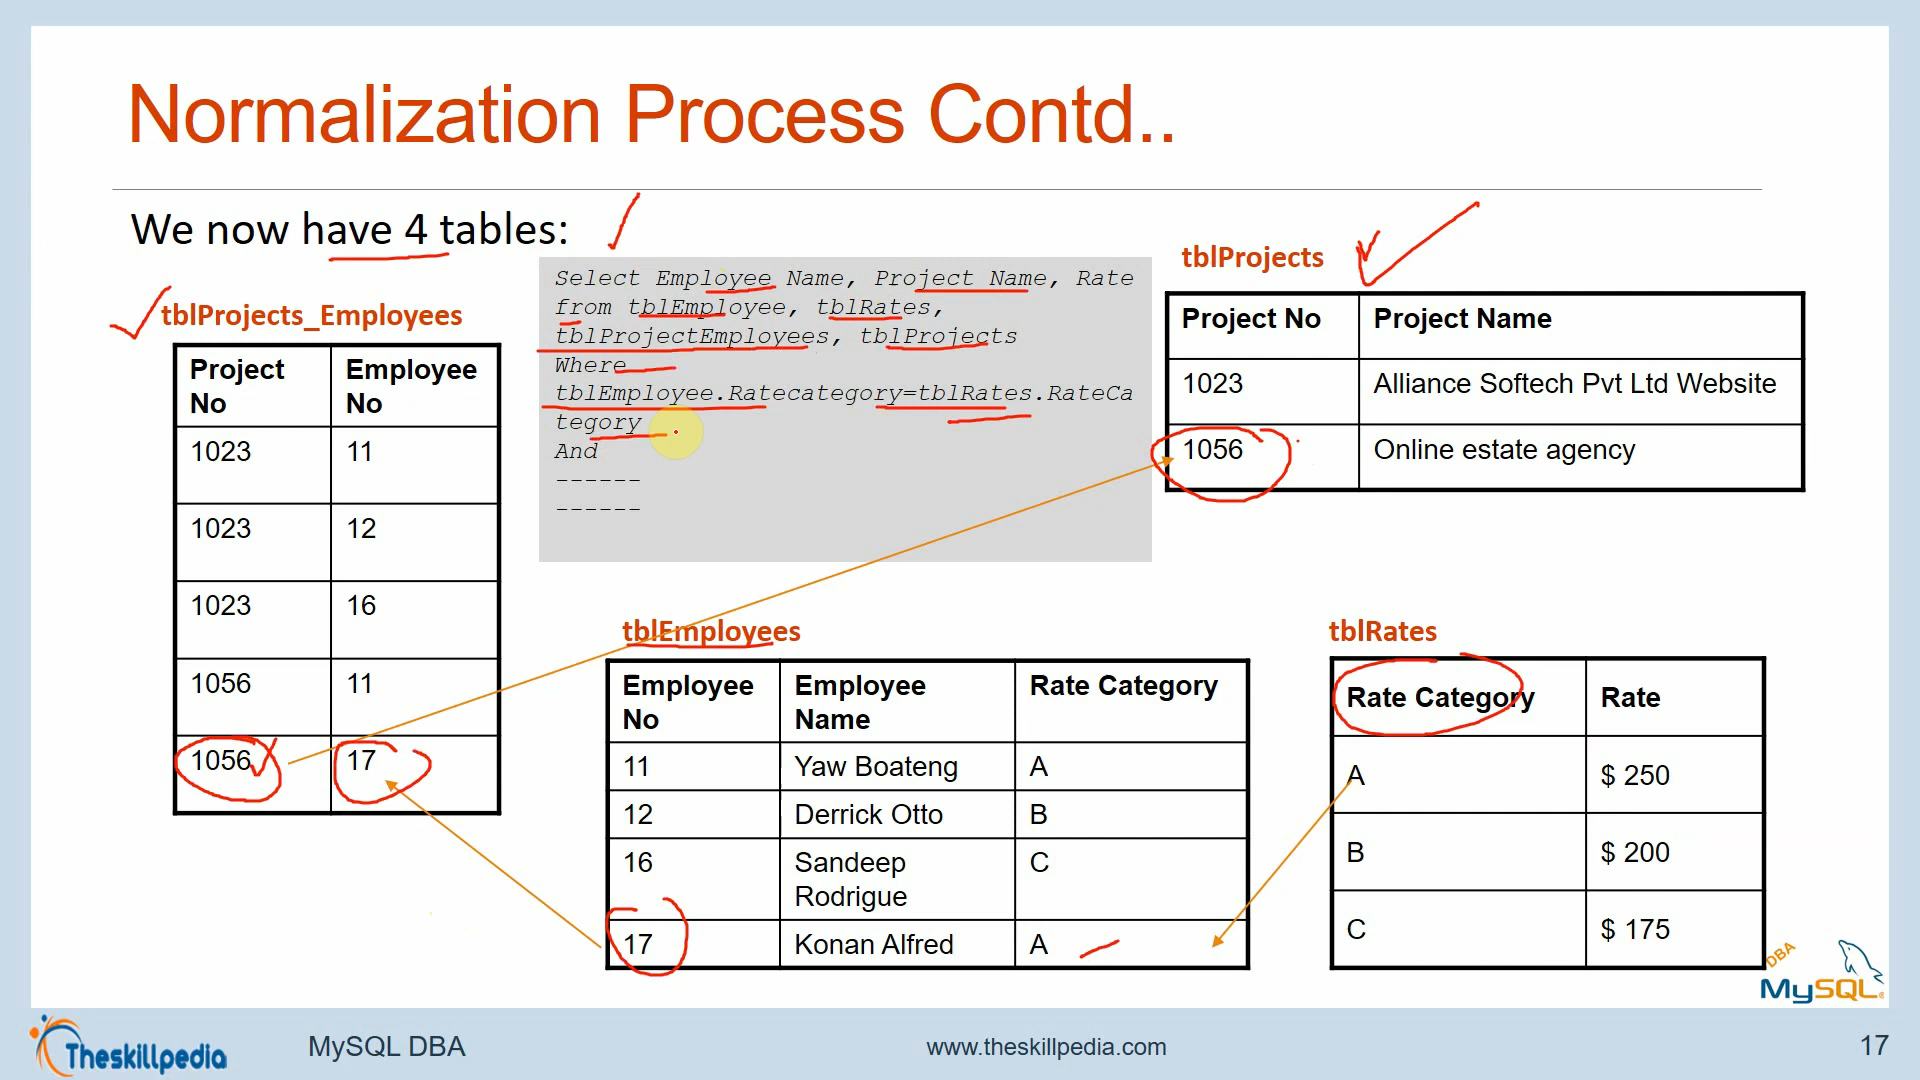 Normalization Process Contd..
We now have 4 tables:
tblProjects_Employees
Project No Employee No
1023 11
1023 12
1023 16
1056 11
1056 17
Select Employee Name, Project Name, Rate
from tblEmployee, tblRates,
tblProjectEmployees, tblProjects
Where
tblEmployee.Ratecategory=tblRates.RateCa
tegory
And
------
------
tblProjects
Project No Project Name
1023 Alliance Softech Pvt Ltd Website
1056 Online estate agency
tblEmployees
Employee No Employee Name Rate Category
11 Yaw Boateng A
12 Derrick Otto B
16 Sandeep Rodrigue C
17 Konan Alfred A
tblRates
Rate Category Rate
A $ 250
B $ 200
C $ 175
DBA
MySQL
Theskillpedia
MySQL DBA
www.theskillpedia.com
17